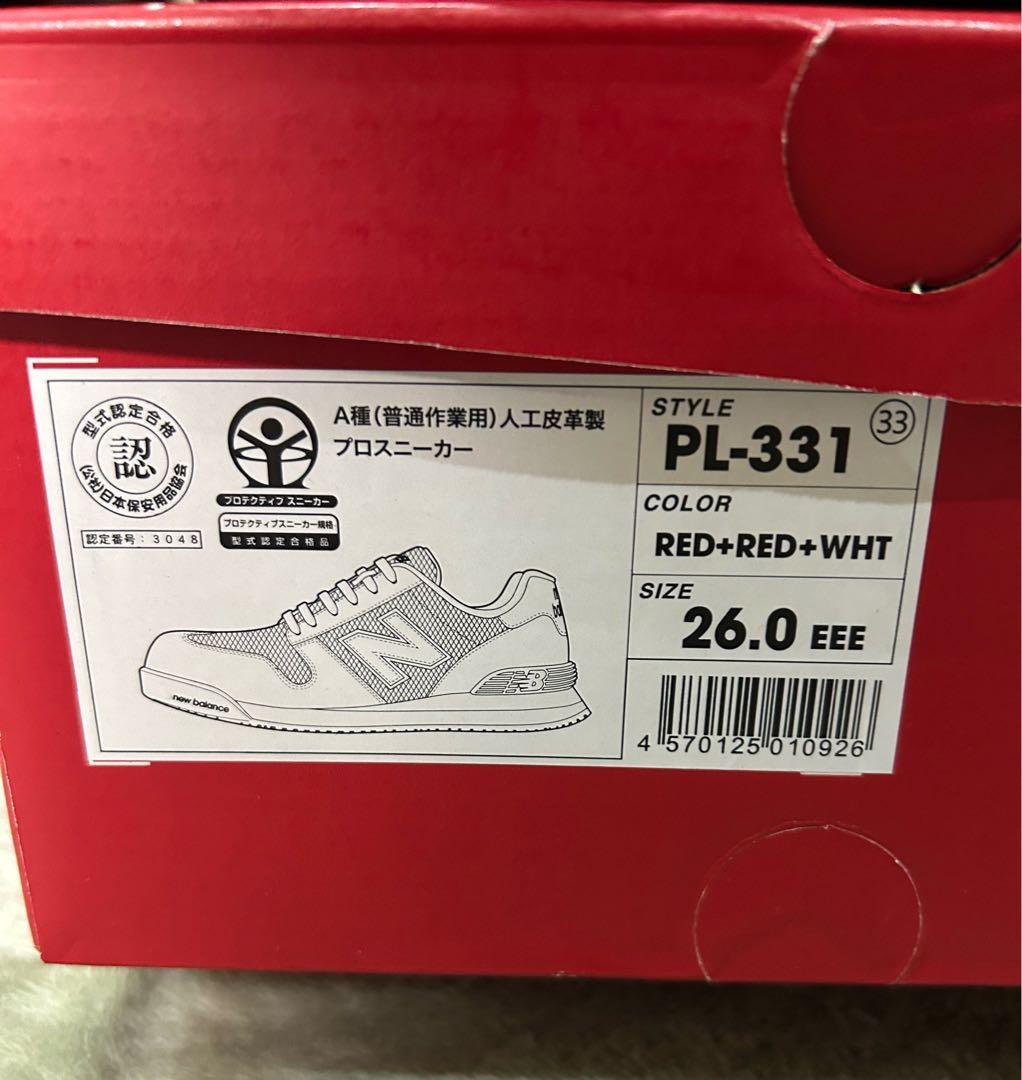 型式認定合格
認
(公社)日本保安用品協会
認定番号:3048
プロテクティブ スニーカー
プロテクティブスニーカー規格
型式認定合格品
A種(普通作業用)人工皮革製
プロスニーカー
new balance
N
NB
STYLE
33
PL-331
COLOR
RED+RED+WHT
SIZE
26.0 EEE
4 570125 010926